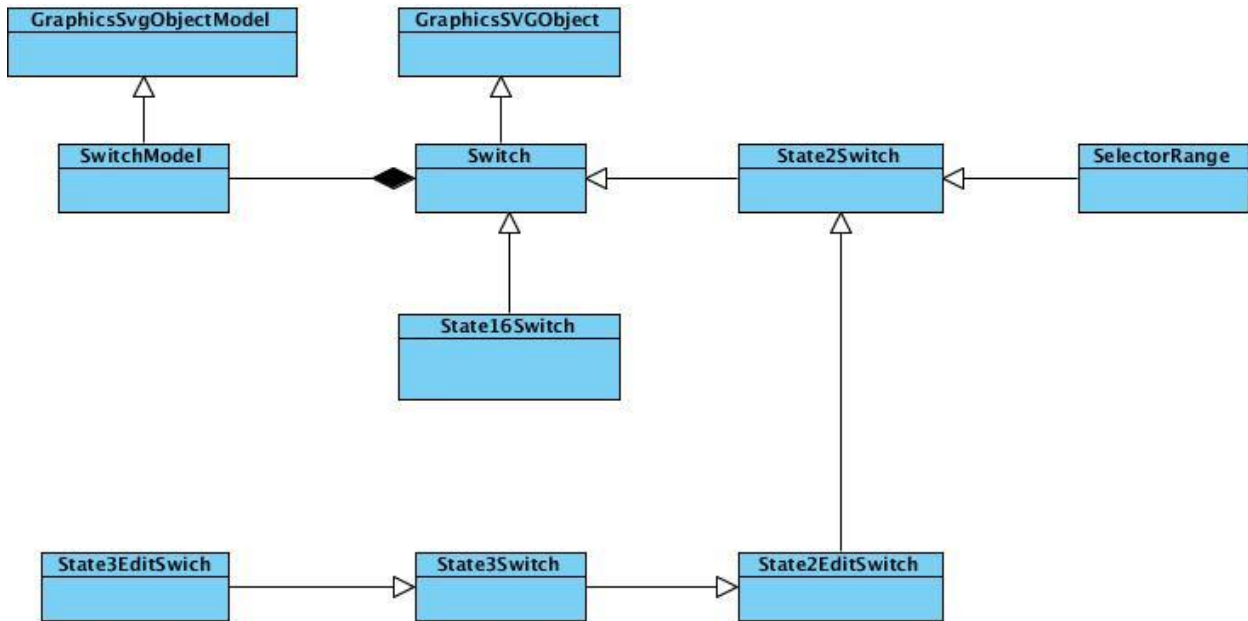 GraphicsSvgObjectModel
GraphicsSVGObject
SwitchModel
Switch
State2Switch
SelectorRange
State16Switch
State3EditSwich
State3Switch
State2EditSwitch